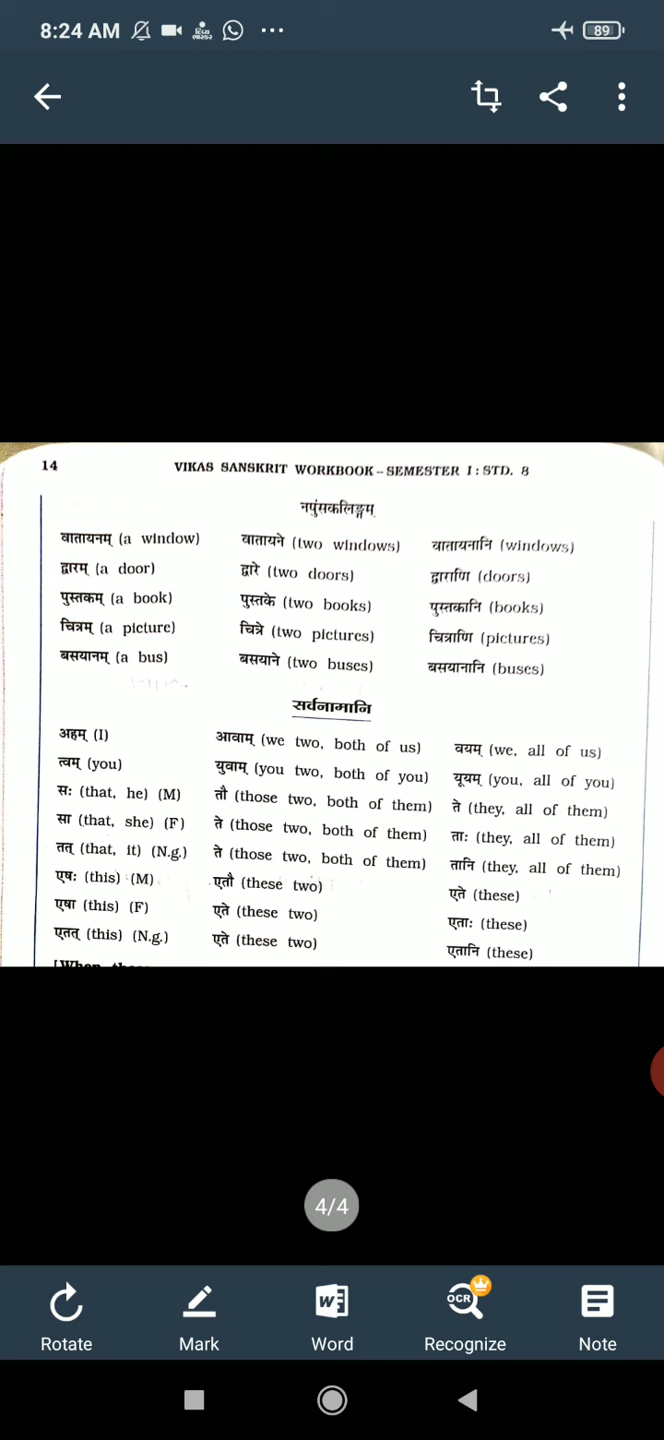 8:24 AM
89
14 VIKAS SANSKRIT WORKBOOK – SEMESTER I : STD. 8
नपुंसकलिङ्गम्
वातायनम् (a window) वातायने (two windows) वातायनानि (windows)
द्वारम् (a door) द्वारे (two doors) द्वाराणि (doors)
पुस्तकम् (a book) पुस्तके (two books) पुस्तकानि (books)
चित्रम् (a picture) चित्रे (two pictures) चित्राणि (pictures)
बसयानम् (a bus) बसयाने (two buses) बसयानानि (buses)
सर्वनामानि
अहम् (I) आवाम् (we two, both of us) वयम् (we, all of us)
त्वम् (you) युवाम् (you two, both of you) यूयम् (you, all of you)
सः (that, he) (M) तौ (those two, both of them) ते (they, all of them)
सा (that, she) (F) ते (those two, both of them) ताः (they, all of them)
तत् (that, it) (N.g.) ते (those two, both of them) तानि (they, all of them)
एषः (this) (M) एतौ (these two) एते (these)
एषा (this) (F) एते (these two) एताः (these)
एतत् (this) (N.g.) एते (these two) एतानि (these)
4/4
Rotate Mark Word Recognize Note
W OCR